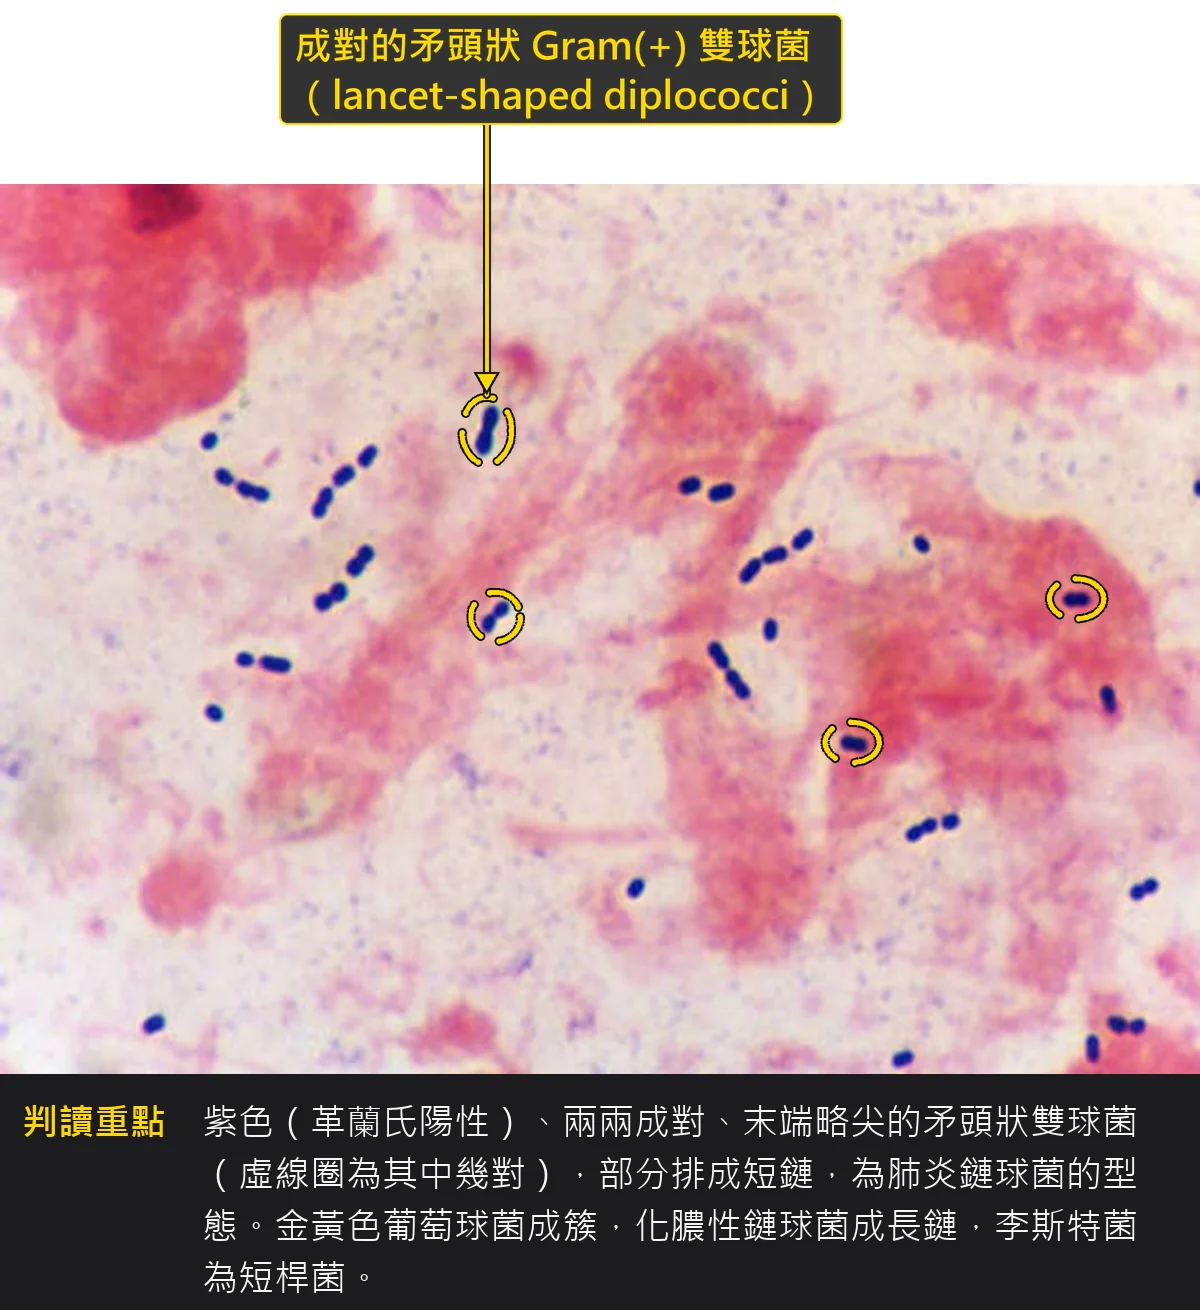 成對的矛頭狀 Gram(+) 雙球菌
（lancet-shaped diplococci）
判讀重點
紫色（革蘭氏陽性）、兩兩成對、末端略尖的矛頭狀雙球菌
（虛線圈為其中幾對），部分排成短鏈，為肺炎鏈球菌的型
態。金黃色葡萄球菌成簇，化膿性鏈球菌成長鏈，李斯特菌
為短桿菌。